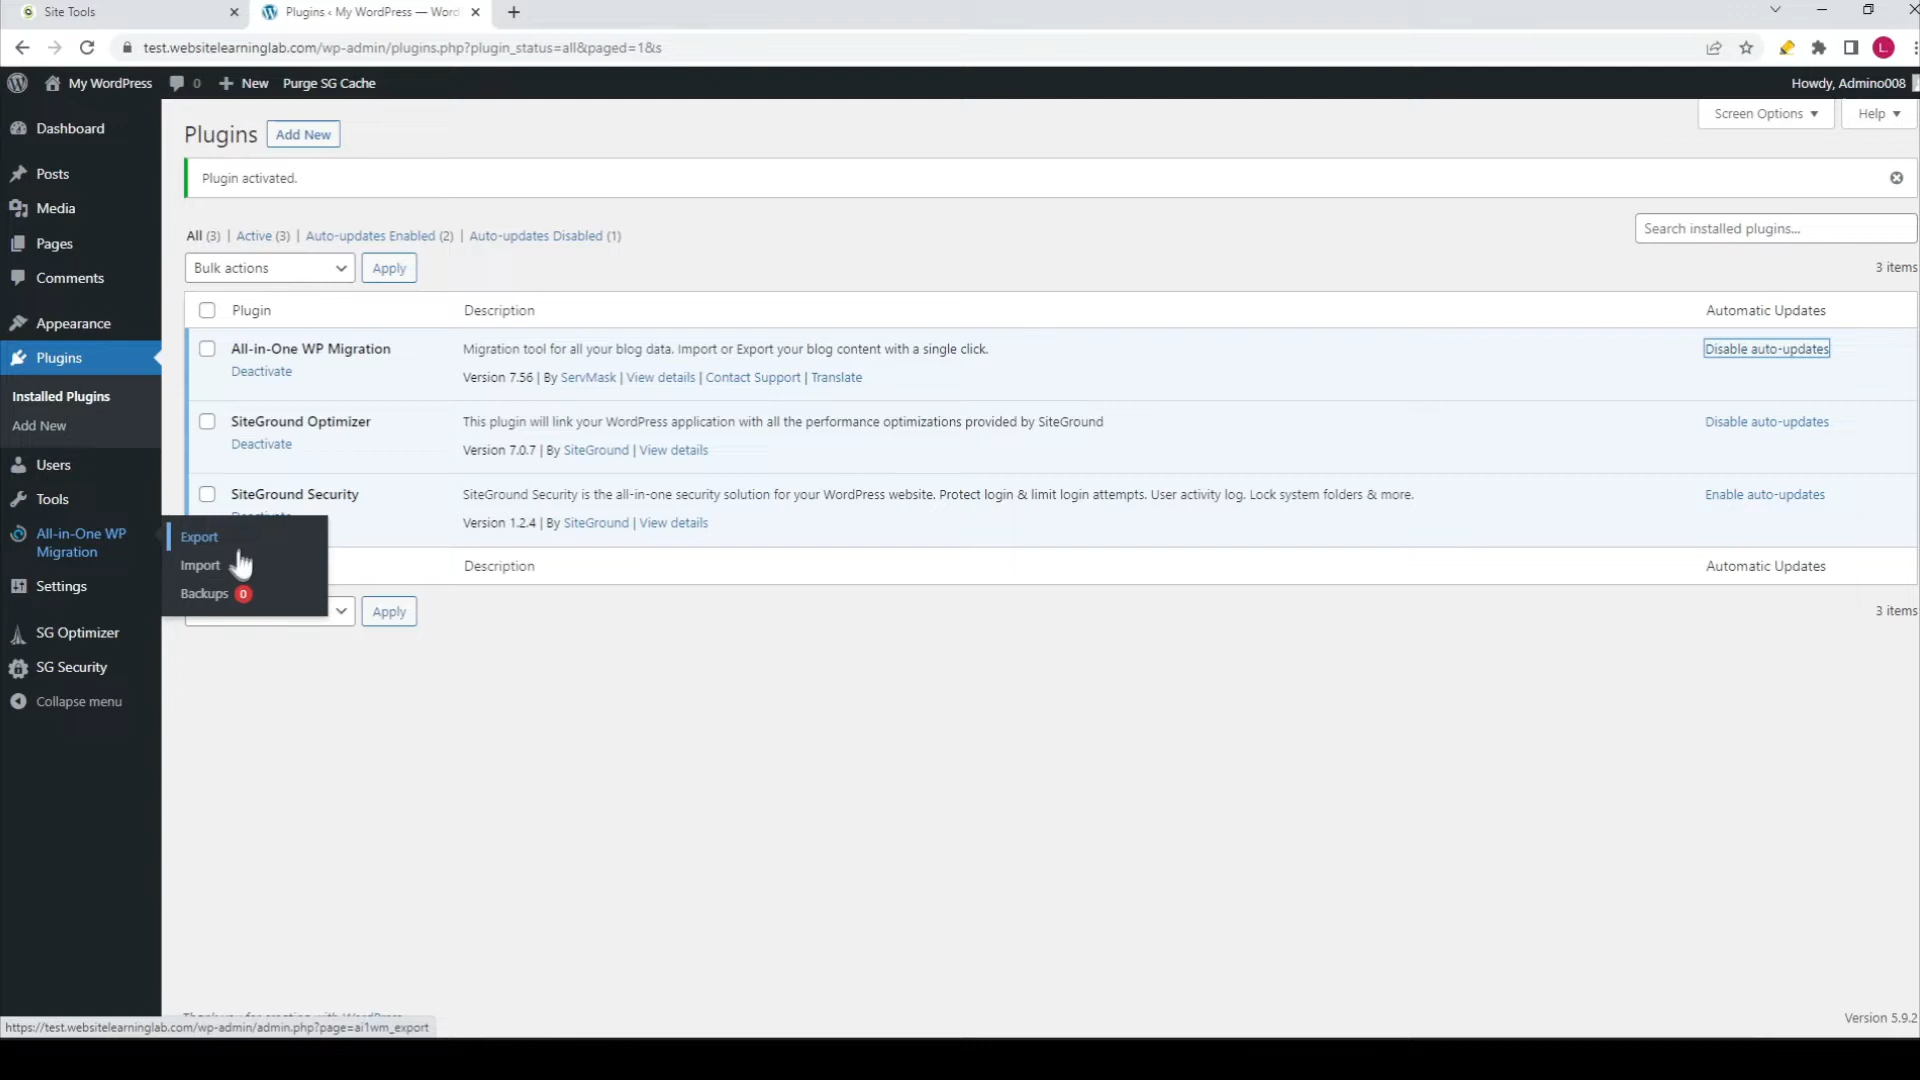 Site Tools
Plugins ‹ My WordPress — Word
test.websitelearninglab.com/wp-admin/plugins.php?plugin_status=all&paged=1&s
L
My WordPress 0 New Purge SG Cache Howdy, Admino008
Dashboard
Posts
Media
Pages
Comments
Appearance
Plugins
Installed Plugins
Add New
Users
Tools
All-in-One WP
Migration
Settings
SG Optimizer
SG Security
Collapse menu
Export
Import
Backups 0
Screen Options Help
Plugins Add New
Plugin activated.
All (3) | Active (3) | Auto-updates Enabled (2) | Auto-updates Disabled (1)
Search installed plugins...
Bulk actions Apply
3 items
Plugin Description Automatic Updates
All-in-One WP Migration Migration tool for all your blog data. Import or Export your blog content with a single click. Disable auto-updates
Deactivate
Version 7.56 | By ServMask | View details | Contact Support | Translate
SiteGround Optimizer This plugin will link your WordPress application with all the performance optimizations provided by SiteGround Disable auto-updates
Deactivate
Version 7.0.7 | By SiteGround | View details
SiteGround Security SiteGround Security is the all-in-one security solution for your WordPress website. Protect login & limit login attempts. User activity log. Lock system folders & more. Enable auto-updates
Version 1.2.4 | By SiteGround | View details
Description Automatic Updates
Apply
3 items
Version 5.9.2
https://test.websitelearninglab.com/wp-admin/admin.php?page=ai1wm_export